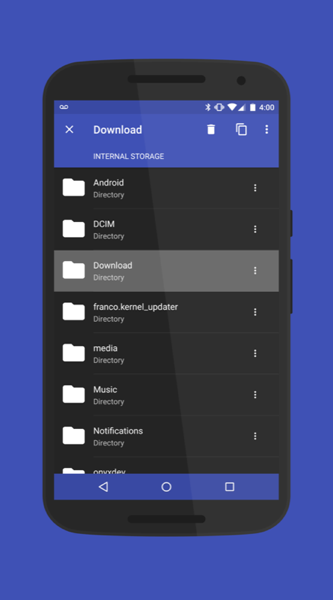 4:00
Download
INTERNAL STORAGE
Android
Directory
DCIM
Directory
Download
Directory
franco.kernel_updater
Directory
media
Directory
Music
Directory
Notifications
Directory
onyxdev